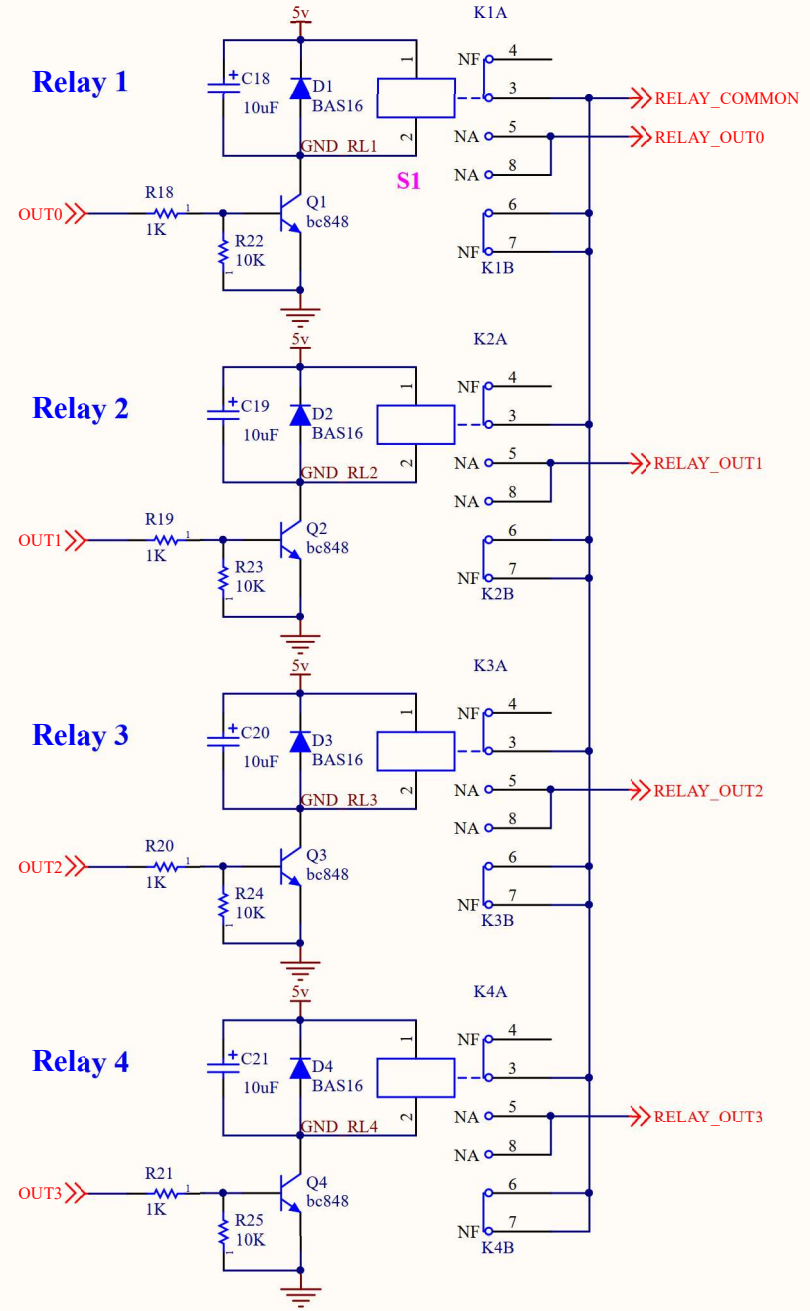 5v
K1A
Relay 1
C18
10uF
D1
BAS16
1
2
NF
4
3
RELAY_COMMON
NA
5
RELAY_OUT0
NA
8
GND_RL1
S1
OUT0
R18
1
1K
R22
10K
1
Q1
bc848
6
NF
7
K1B
5v
K2A
Relay 2
C19
10uF
D2
BAS16
1
2
NF
4
3
NA
5
RELAY_OUT1
NA
8
GND_RL2
OUT1
R19
1
1K
R23
10K
1
Q2
bc848
6
NF
7
K2B
5v
K3A
Relay 3
C20
10uF
D3
BAS16
1
2
NF
4
3
NA
5
RELAY_OUT2
NA
8
GND_RL3
OUT2
R20
1
1K
R24
10K
1
Q3
bc848
6
NF
7
K3B
5v
K4A
Relay 4
C21
10uF
D4
BAS16
1
2
NF
4
3
NA
5
RELAY_OUT3
NA
8
GND_RL4
OUT3
R21
1
1K
R25
10K
1
Q4
bc848
6
NF
7
K4B